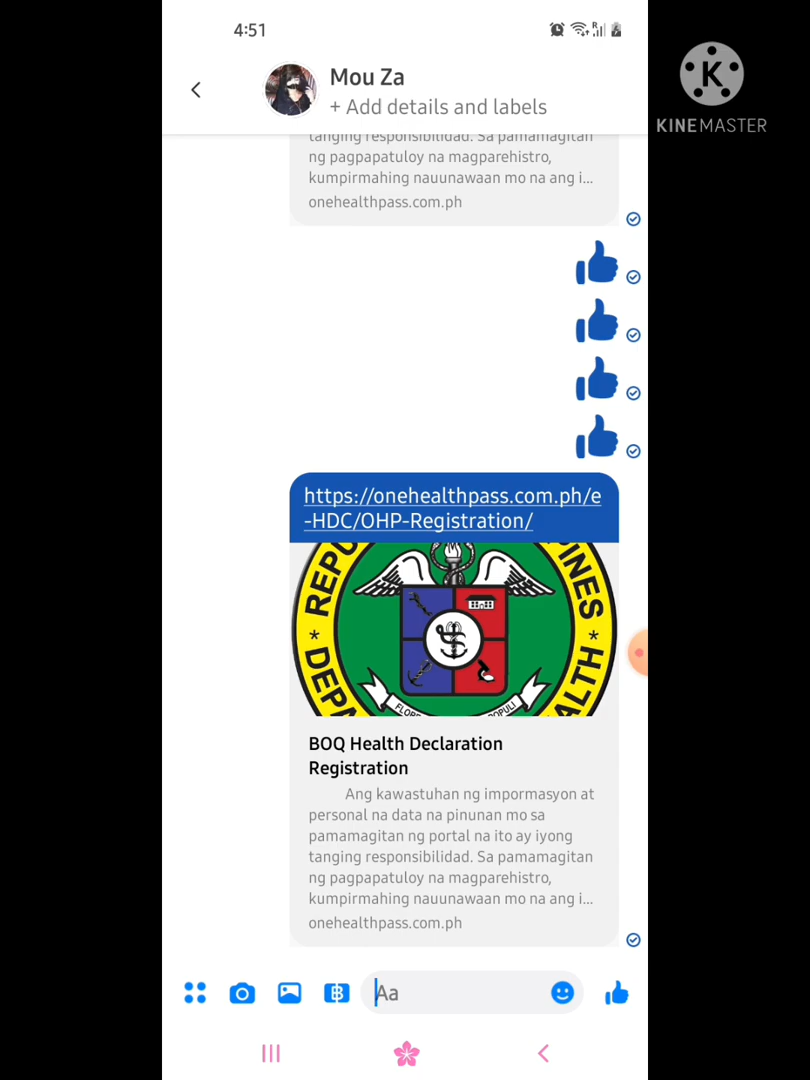 4:51
Mou Za
+ Add details and labels
KINEMASTER
tanging responsibilidad. Sa pamamagitan
ng pagpapatuloy na magparehistro,
kumpirmahing nauunawaan mo na ang i...
onehealthpass.com.ph
https://onehealthpass.com.ph/e
-HDC/OHP-Registration/
BOQ Health Declaration
Registration
Ang kawastuhan ng impormasyon at
personal na data na pinunan mo sa
pamamagitan ng portal na ito ay iyong
tanging responsibilidad. Sa pamamagitan
ng pagpapatuloy na magparehistro,
kumpirmahing nauunawaan mo na ang i...
onehealthpass.com.ph
Aa